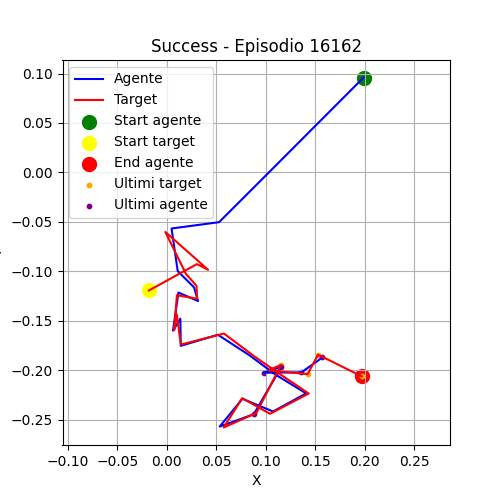 Success - Episodio 16162
0.10
0.05
0.00
−0.05
−0.10
−0.15
−0.20
−0.25
Agente
Target
Start agente
Start target
End agente
Ultimi target
Ultimi agente
−0.10 −0.05 0.00 0.05 0.10 0.15 0.20 0.25
X